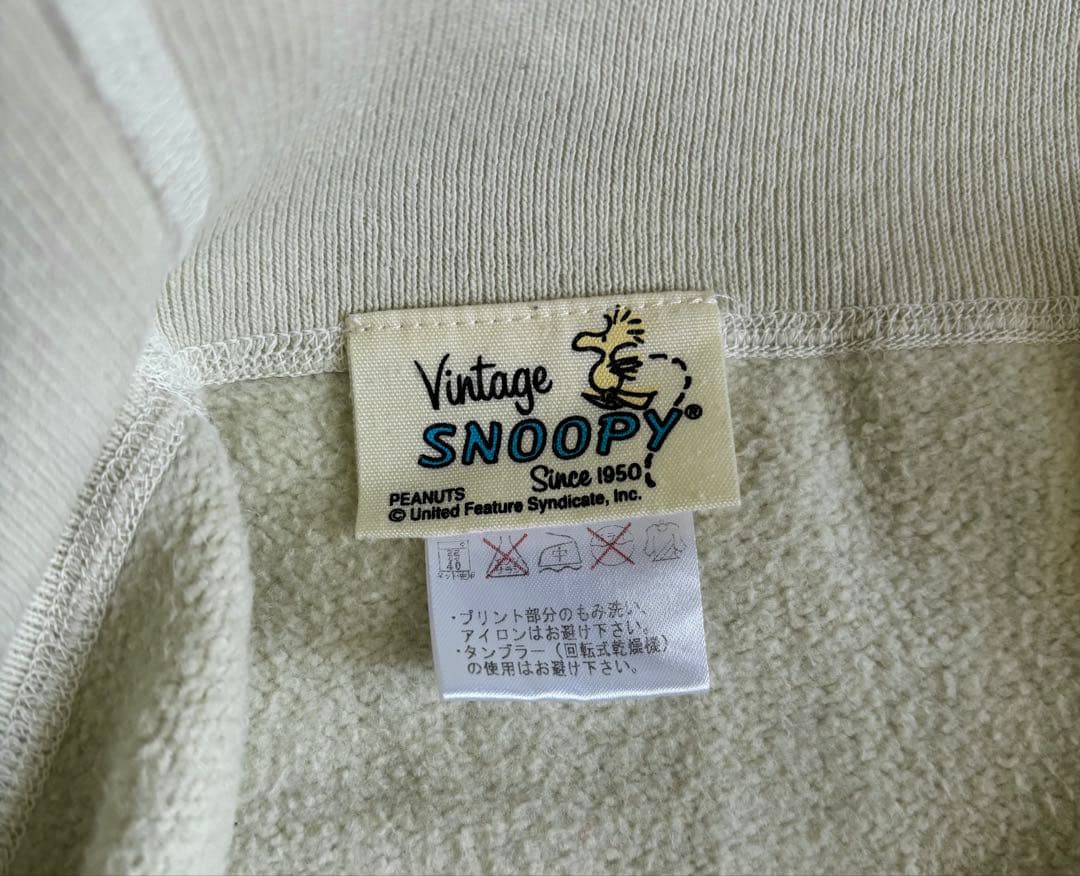 Vintage
SNOOPY®
Since 1950
PEANUTS
© United Feature Syndicate, Inc.
40
中
・プリント部分のもみ洗い、
アイロンはお避け下さい。
・タンブラー（回転式乾燥機）
の使用はお避け下さい。